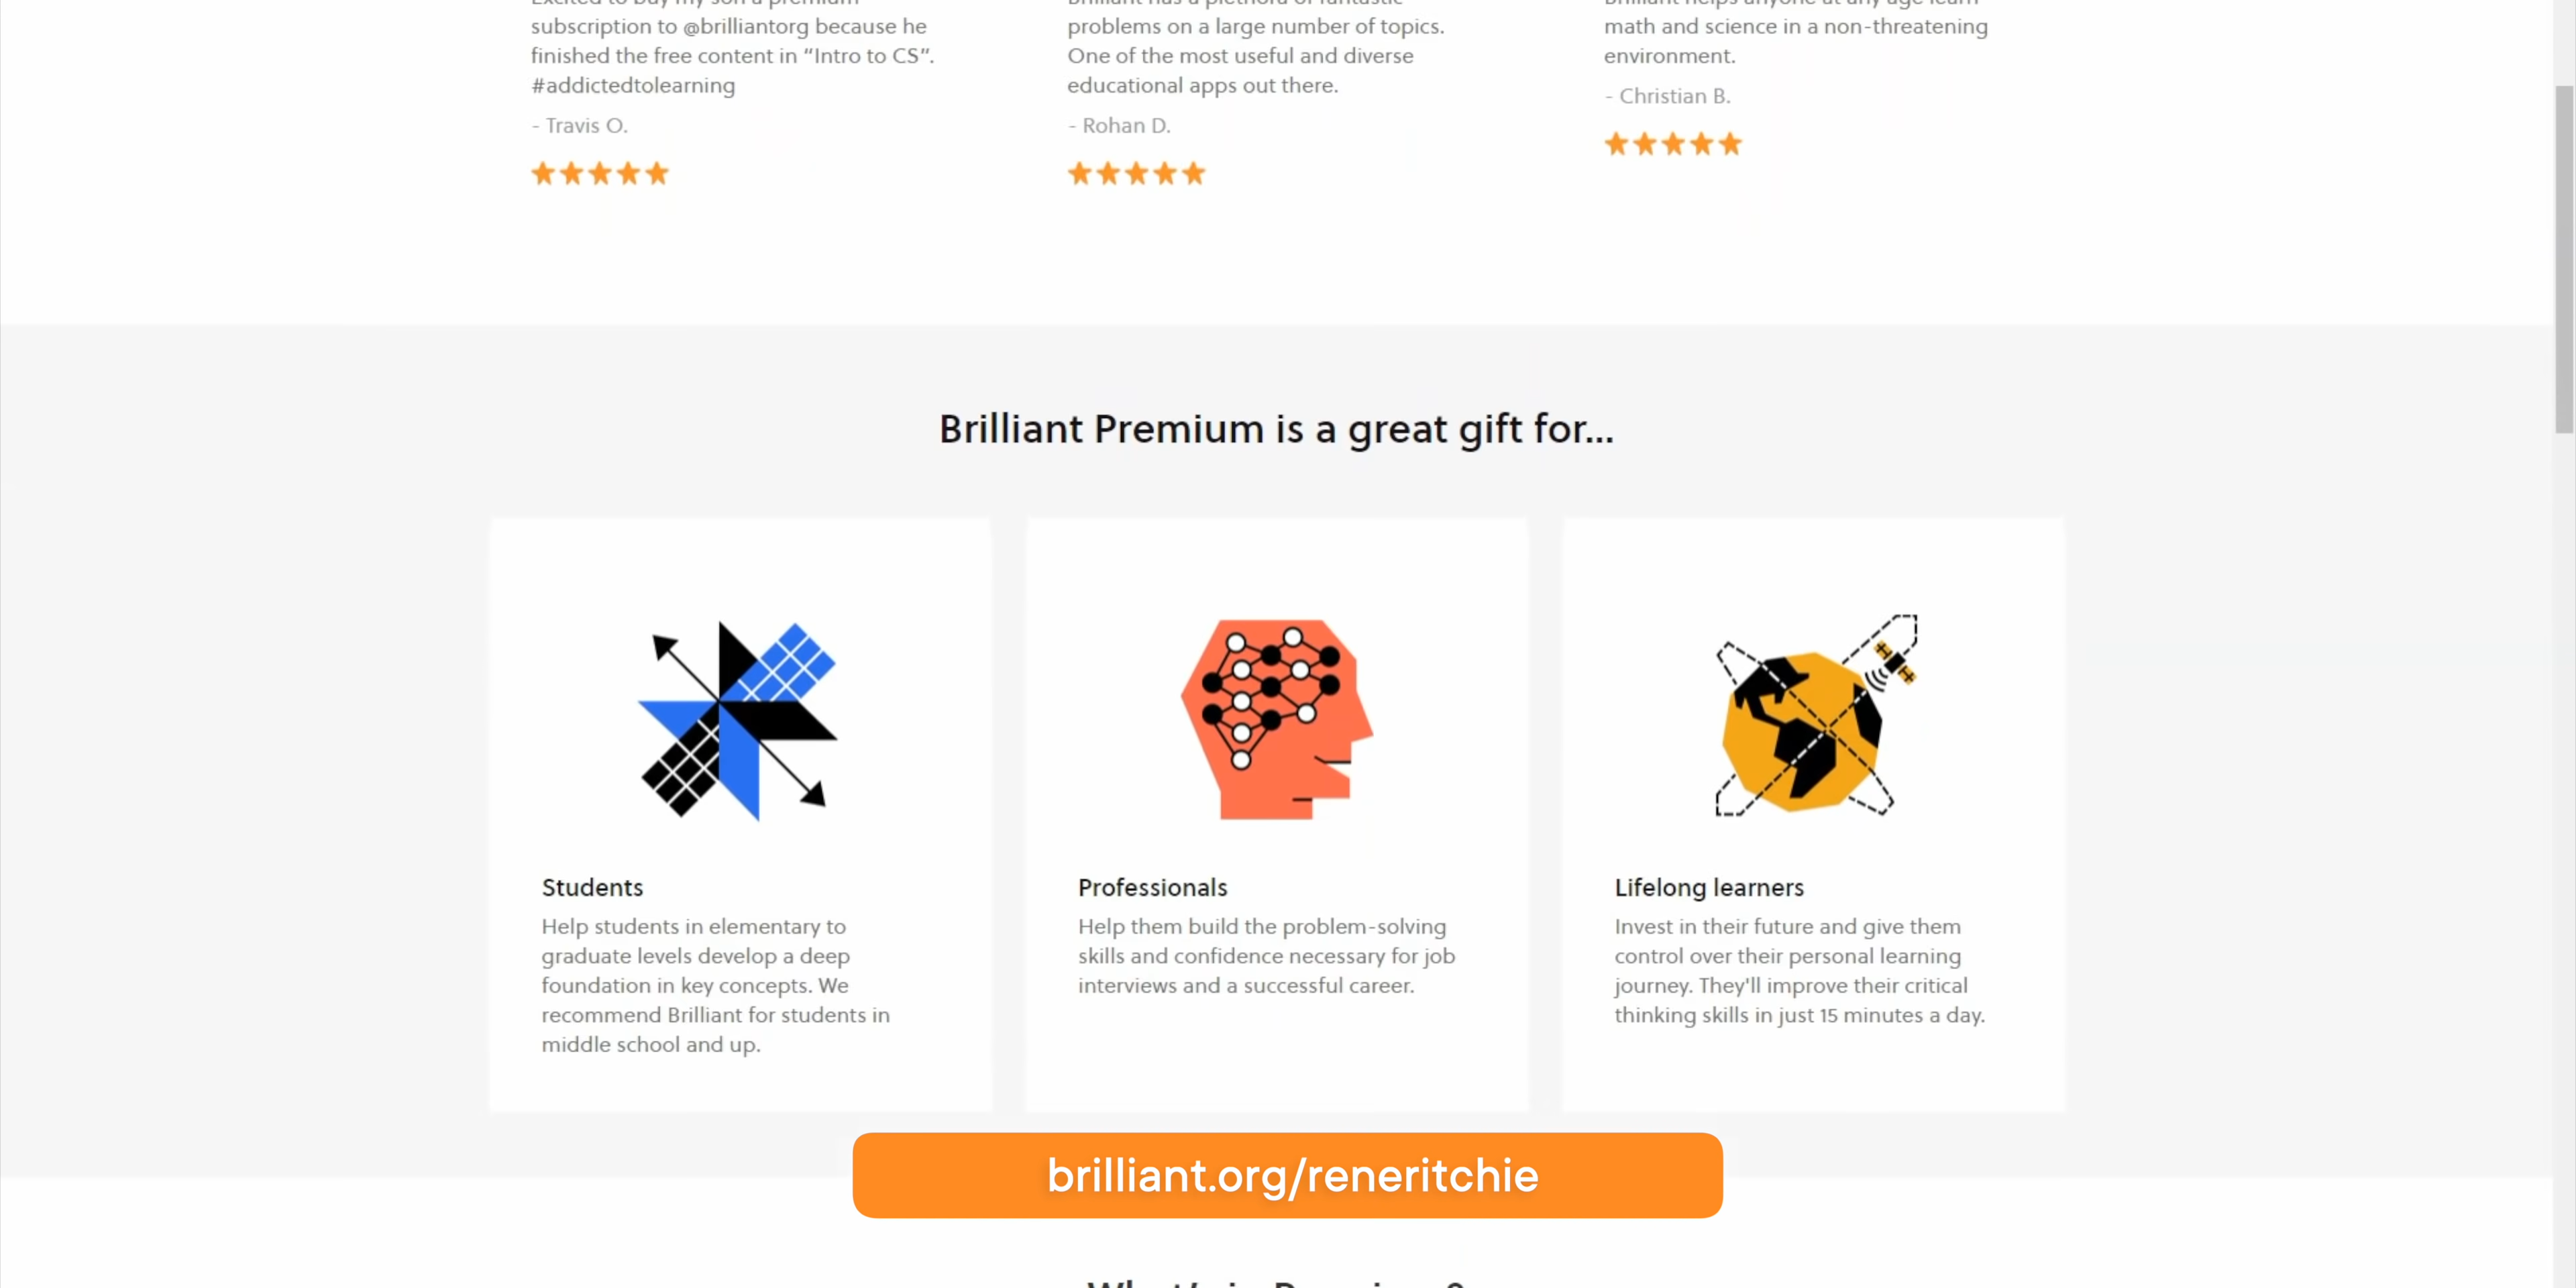 subscription to @brilliantorg because he
finished the free content in “Intro to CS”.
#addictedtolearning
- Travis O.
problems on a large number of topics.
One of the most useful and diverse
educational apps out there.
- Rohan D.
math and science in a non-threatening
environment.
- Christian B.
Brilliant Premium is a great gift for...
Students
Help students in elementary to
graduate levels develop a deep
foundation in key concepts. We
recommend Brilliant for students in
middle school and up.
Professionals
Help them build the problem-solving
skills and confidence necessary for job
interviews and a successful career.
Lifelong learners
Invest in their future and give them
control over their personal learning
journey. They'll improve their critical
thinking skills in just 15 minutes a day.
brilliant.org/reneritchie